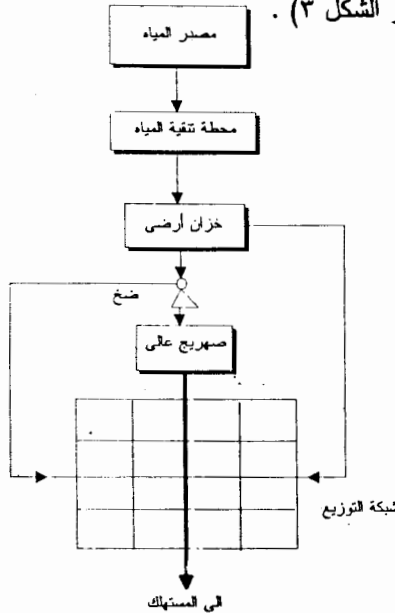 الشكل ٣) .
مصدر المياه
محطة تنقية المياه
خزان أرضى
ضخ
صهريج عالى
شبكة التوزيع
الى المستهلك